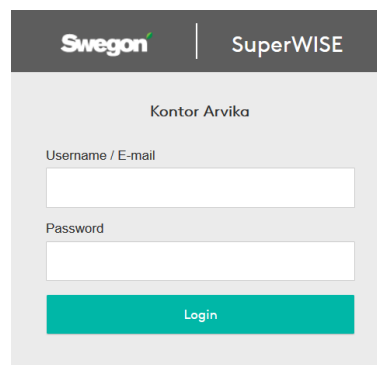 Swegon
SuperWISE
Kontor Arvika
Username / E-mail
Password
Login